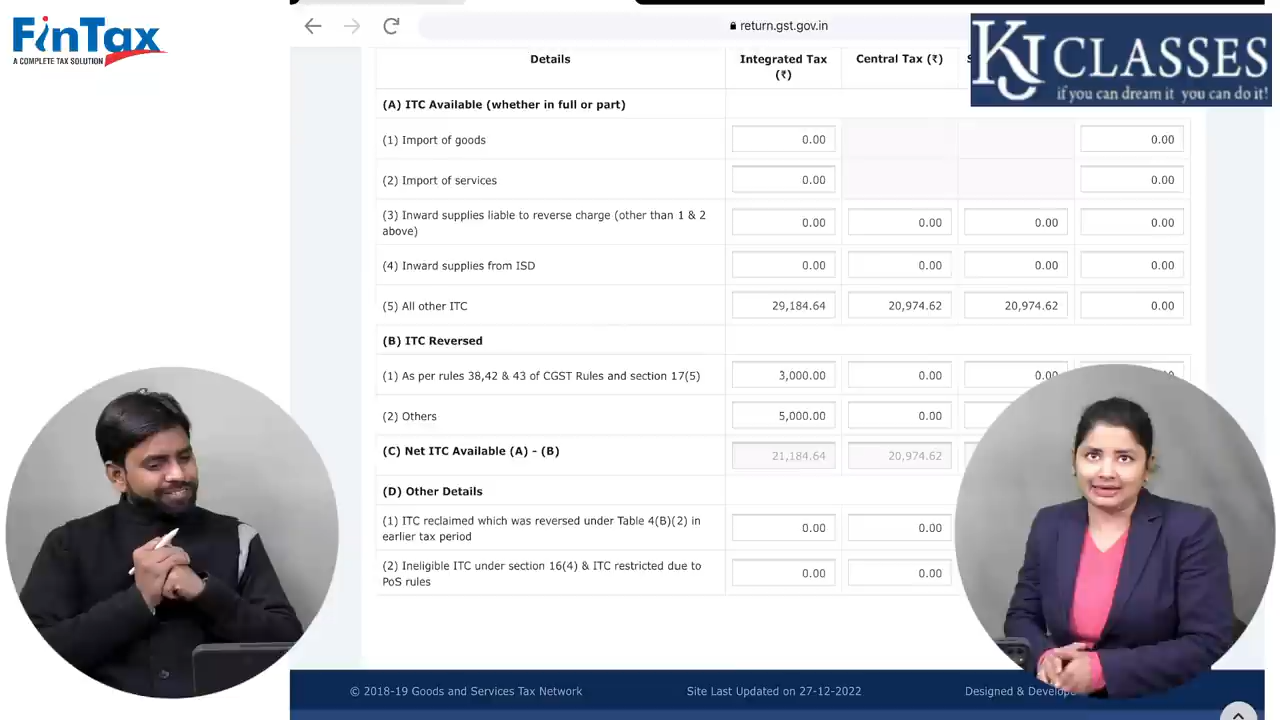 FinTax
A COMPLETE TAX SOLUTION
return.gst.gov.in
KJ CLASSES
if you can dream it you can do it!
Details
Integrated Tax (₹)
Central Tax (₹)
(A) ITC Available (whether in full or part)
(1) Import of goods 0.00 0.00
(2) Import of services 0.00 0.00
(3) Inward supplies liable to reverse charge (other than 1 & 2
above) 0.00 0.00 0.00 0.00
(4) Inward supplies from ISD 0.00 0.00 0.00 0.00
(5) All other ITC 29,184.64 20,974.62 20,974.62 0.00
(B) ITC Reversed
(1) As per rules 38,42 & 43 of CGST Rules and section 17(5) 3,000.00 0.00 0.00
(2) Others 5,000.00 0.00
(C) Net ITC Available (A) - (B) 21,184.64 20,974.62
(D) Other Details
(1) ITC reclaimed which was reversed under Table 4(B)(2) in
earlier tax period 0.00 0.00
(2) Ineligible ITC under section 16(4) & ITC restricted due to
PoS rules 0.00 0.00
© 2018-19 Goods and Services Tax Network Site Last Updated on 27-12-2022 Designed &